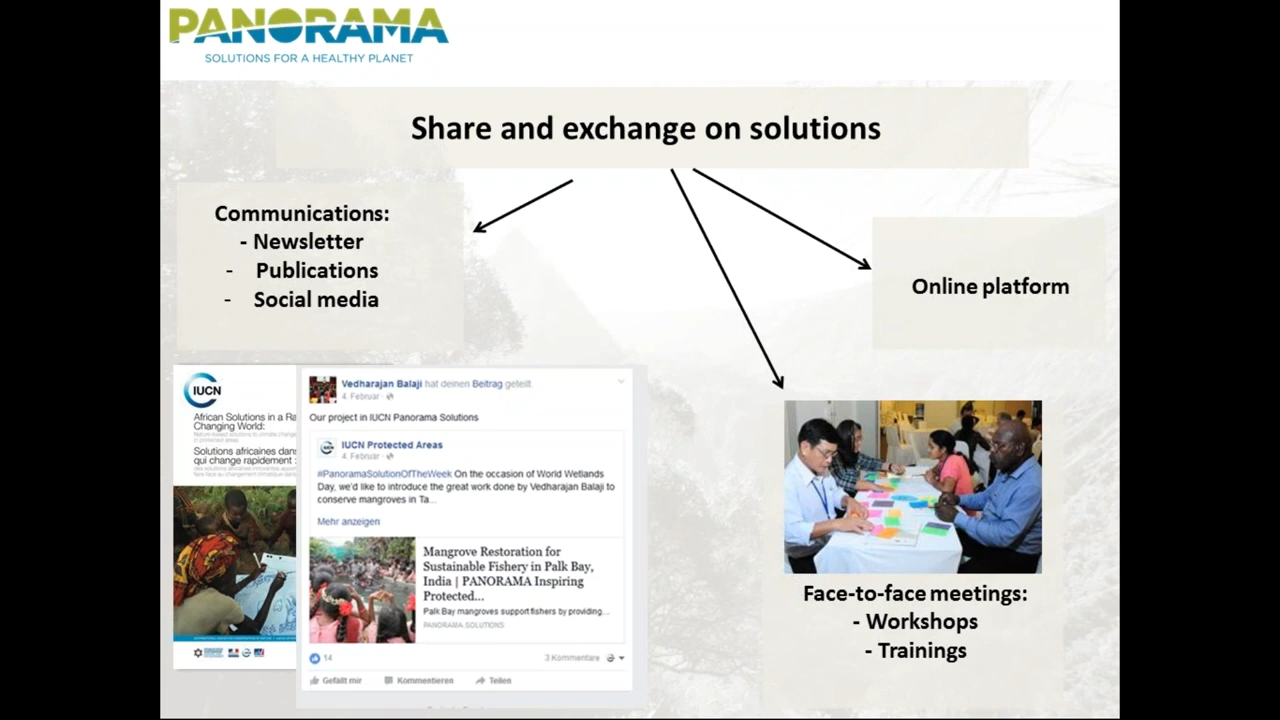 PANORAMA
SOLUTIONS FOR A HEALTHY PLANET
Share and exchange on solutions
Communications:
- Newsletter
- Publications
- Social media
Online platform
IUCN
African Solutions in a Ra
Changing World:
Solutions africaines dans
qui changent rapidement :
Vedharajan Balaji hat deinen Beitrag geteilt.
4. Februar ·
Our project in IUCN Panorama Solutions
IUCN Protected Areas
4. Februar ·
#PanoramaSolutionOfTheWeek On the occasion of World Wetlands
Day, we'd like to introduce the great work done by Vedharajan Balaji to
conserve mangroves in Ta...
Mehr anzeigen
Mangrove Restoration for
Sustainable Fishery in Palk Bay,
India | PANORAMA Inspiring
Protected...
Palk Bay mangroves support fishers by providing...
PANORAMA.SOLUTIONS
14
3 Kommentare
Gefällt mir
Kommentieren
Teilen
Face-to-face meetings:
- Workshops
- Trainings